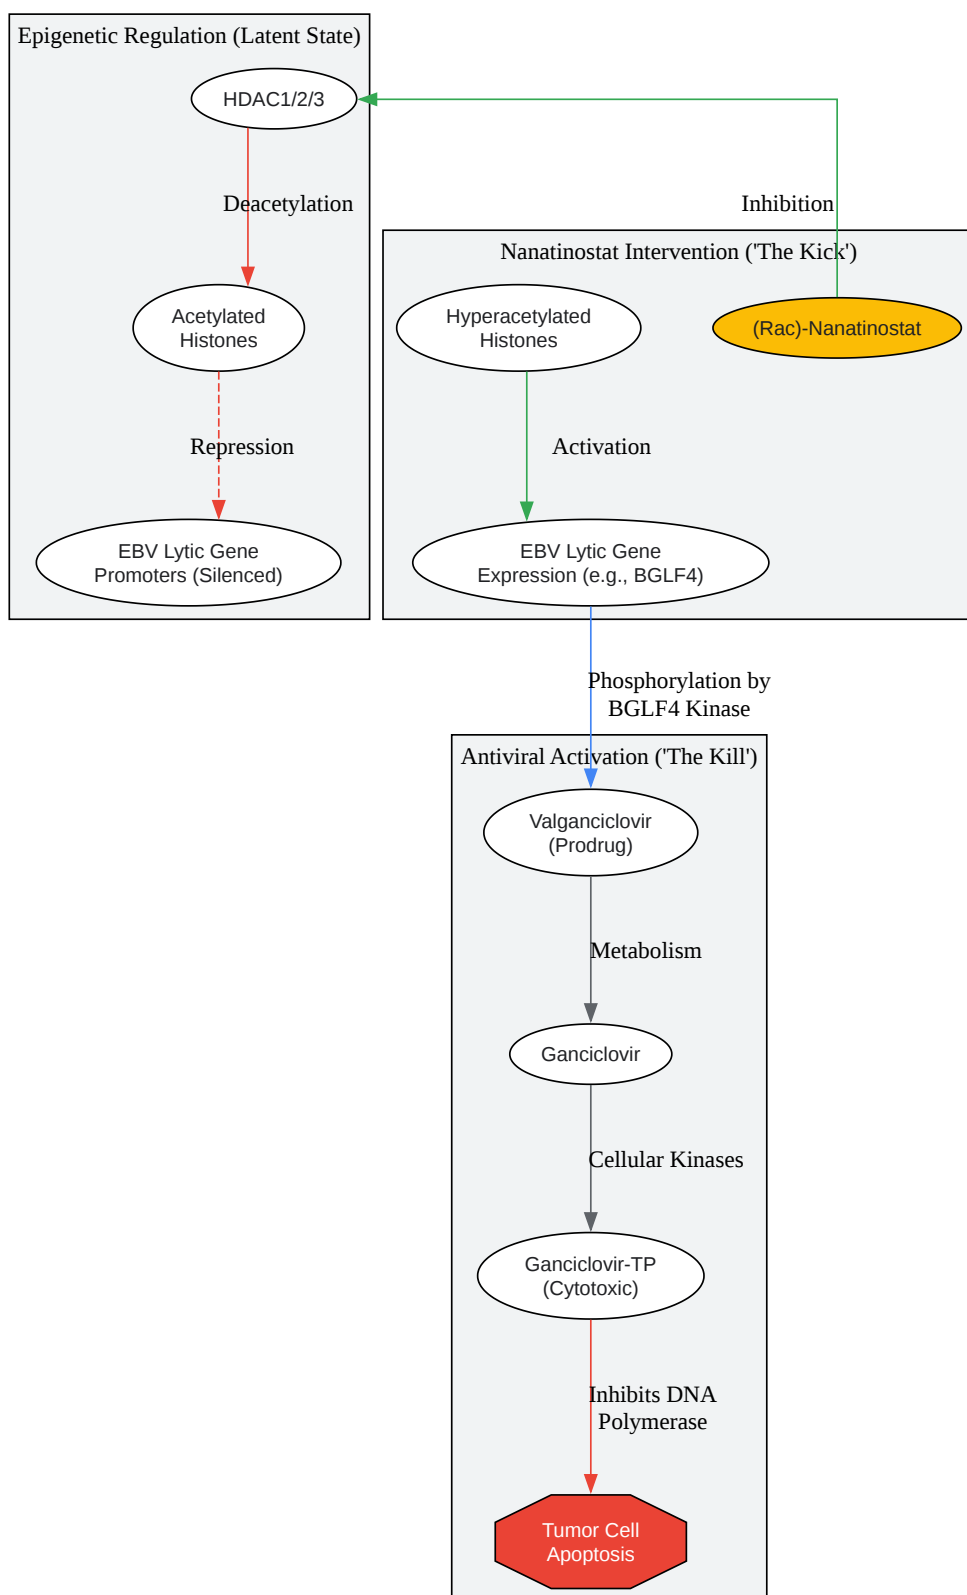 Epigenetic Regulation (Latent State)
HDAC1/2/3
Deacetylation
Acetylated
Histones
Repression
EBV Lytic Gene
Promoters (Silenced)
Inhibition
Nanatinostat Intervention ('The Kick')
Hyperacetylated
Histones
(Rac)-Nanatinostat
Activation
EBV Lytic Gene
Expression (e.g., BGLF4)
Phosphorylation by
BGLF4 Kinase
Antiviral Activation ('The Kill')
Valganciclovir
(Prodrug)
Metabolism
Ganciclovir
Cellular Kinases
Ganciclovir-TP
(Cytotoxic)
Inhibits DNA
Polymerase
Tumor Cell
Apoptosis